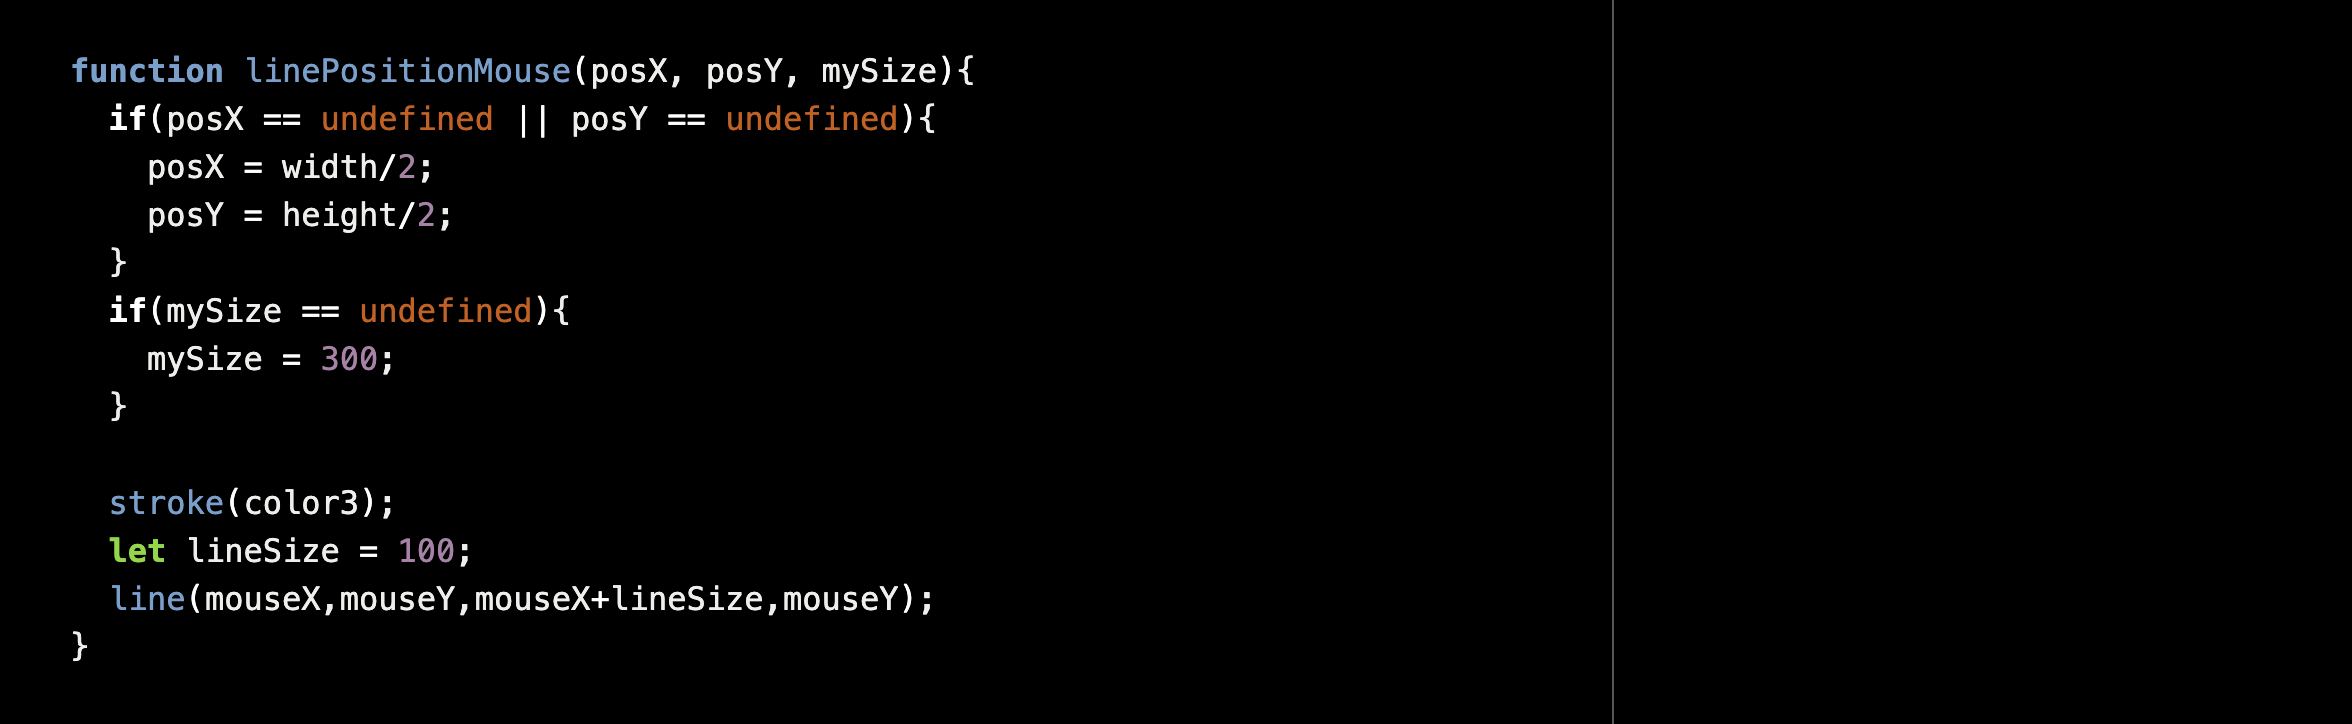 function linePositionMouse(posX, posY, mySize){
  if(posX == undefined || posY == undefined){
    posX = width/2;
    posY = height/2;
  }
  if(mySize == undefined){
    mySize = 300;
  }

  stroke(color3);
  let lineSize = 100;
  line(mouseX,mouseY,mouseX+lineSize,mouseY);
}